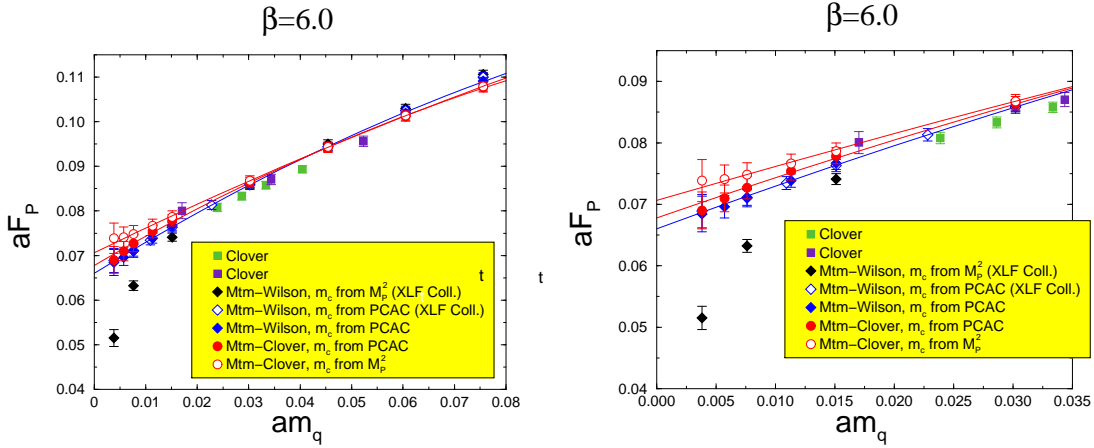 β=6.0
0.11
0.10
0.09
0.08
0.07
0.06
0.05
0.04
aF_P
0
0.01
0.02
0.03
0.04
0.05
0.06
0.07
0.08
am_q
Clover
Clover
Mtm−Wilson, m_c from M_P^2 (XLF Coll.)
Mtm−Wilson, m_c from PCAC (XLF Coll.)
Mtm−Wilson, m_c from PCAC
Mtm−Clover, m_c from PCAC
Mtm−Clover, m_c from M_P^2
t
t
β=6.0
0.09
0.08
0.07
0.06
0.05
0.04
aF_P
0.000
0.005
0.010
0.015
0.020
0.025
0.030
0.035
am_q
Clover
Clover
Mtm−Wilson, m_c from M_P^2 (XLF Coll.)
Mtm−Wilson, m_c from PCAC (XLF Coll.)
Mtm−Wilson, m_c from PCAC
Mtm−Clover, m_c from PCAC
Mtm−Clover, m_c from M_P^2